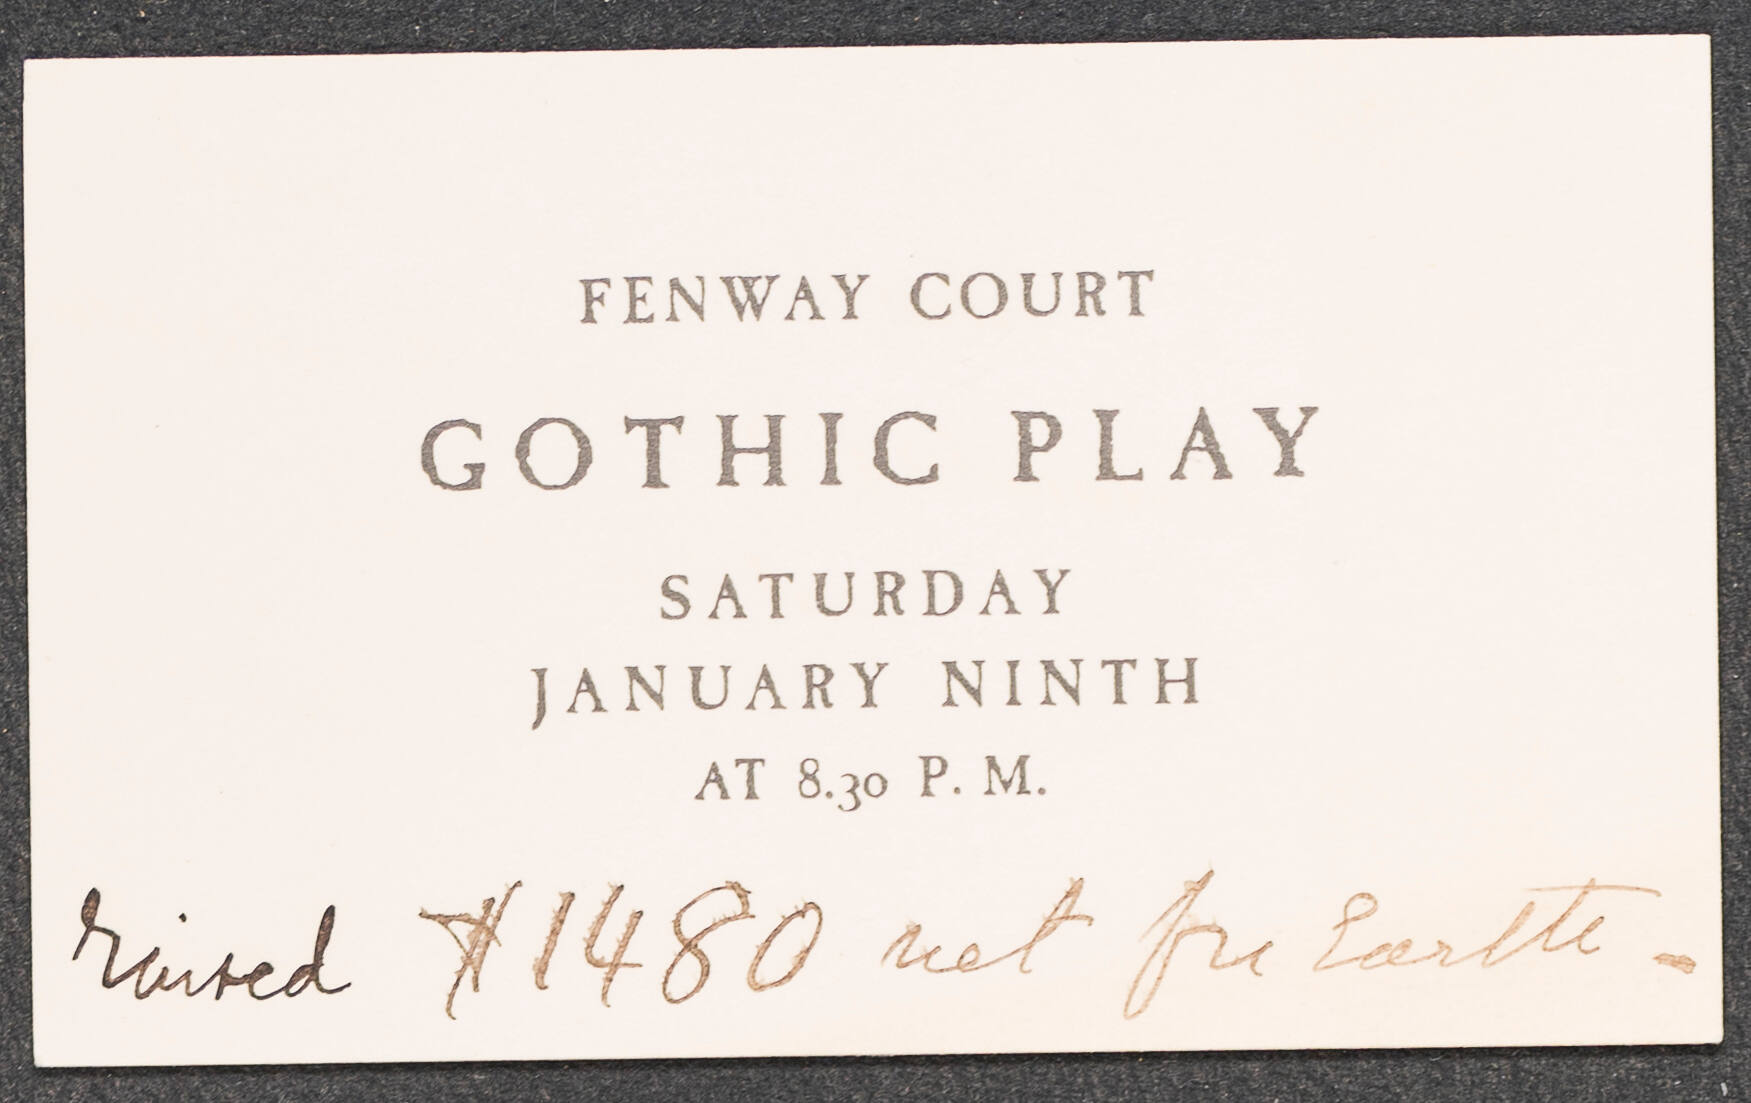 FENWAY COURT
GOTHIC PLAY
SATURDAY
JANUARY NINTH
AT 8.30 P. M.
raised $1480 net for